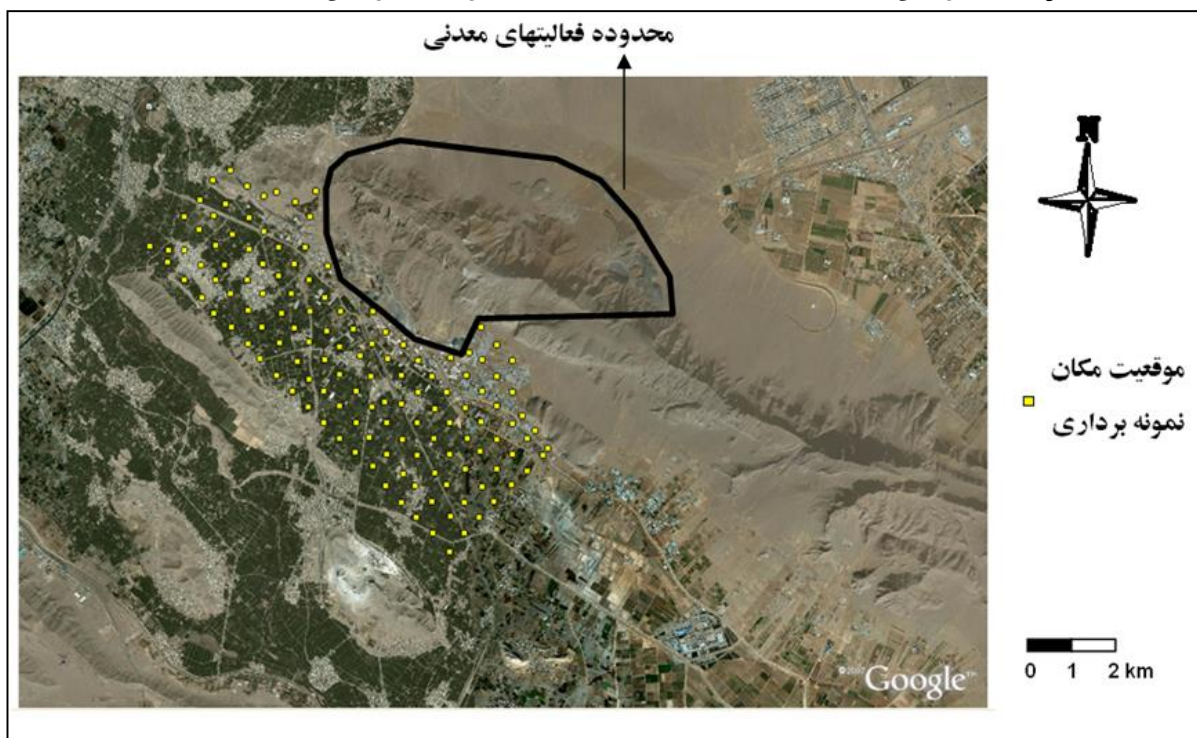 محدوده فعالیتهای معدنی
N
موقعیت مکان
نمونه برداری
Google
0 1 2 km